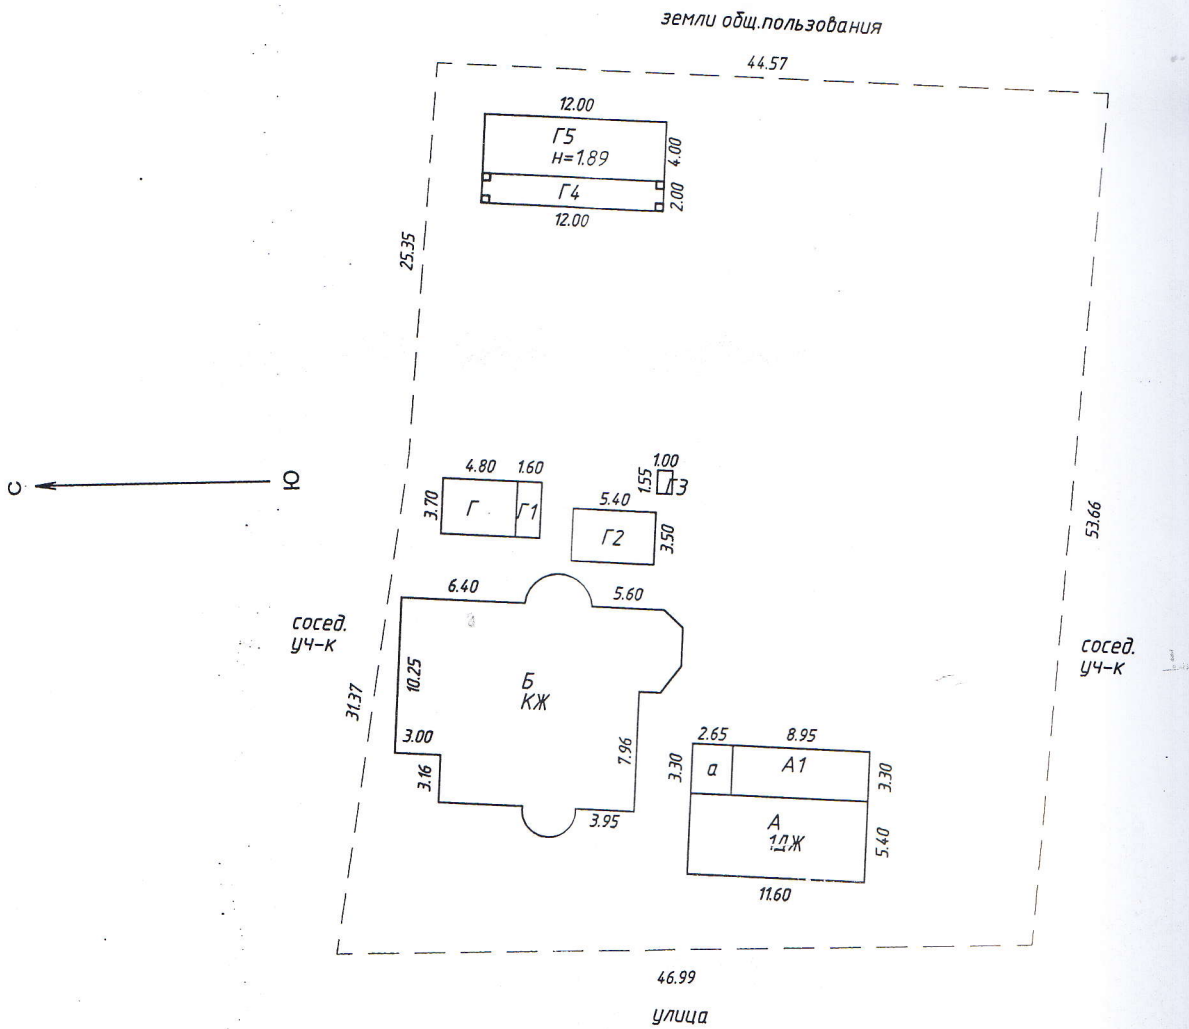 земли общ.пользования
44.57
12.00
Г5
н=1.89
4.00
Г4
2.00
12.00
25.35
С
Ю
4.80
1.60
1.00
1.55
Г3
3.70
Г
Г1
5.40
Г2
3.50
53.66
6.40
5.60
сосед.
уч-к
сосед.
уч-к
10.25
31.37
Б
КЖ
3.00
3.16
7.96
3.95
2.65
8.95
3.30
а
А1
3.30
А
1ДЖ
5.40
11.60
46.99
улица